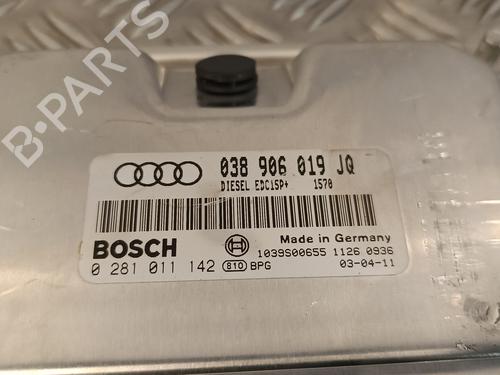 B-PARTS
038 906 019 JQ
DIESEL EDC15P+ 1570
BOSCH
Made in Germany
1039S00655 1126 0936
0 281 011 142 810 BPG 03-04-11